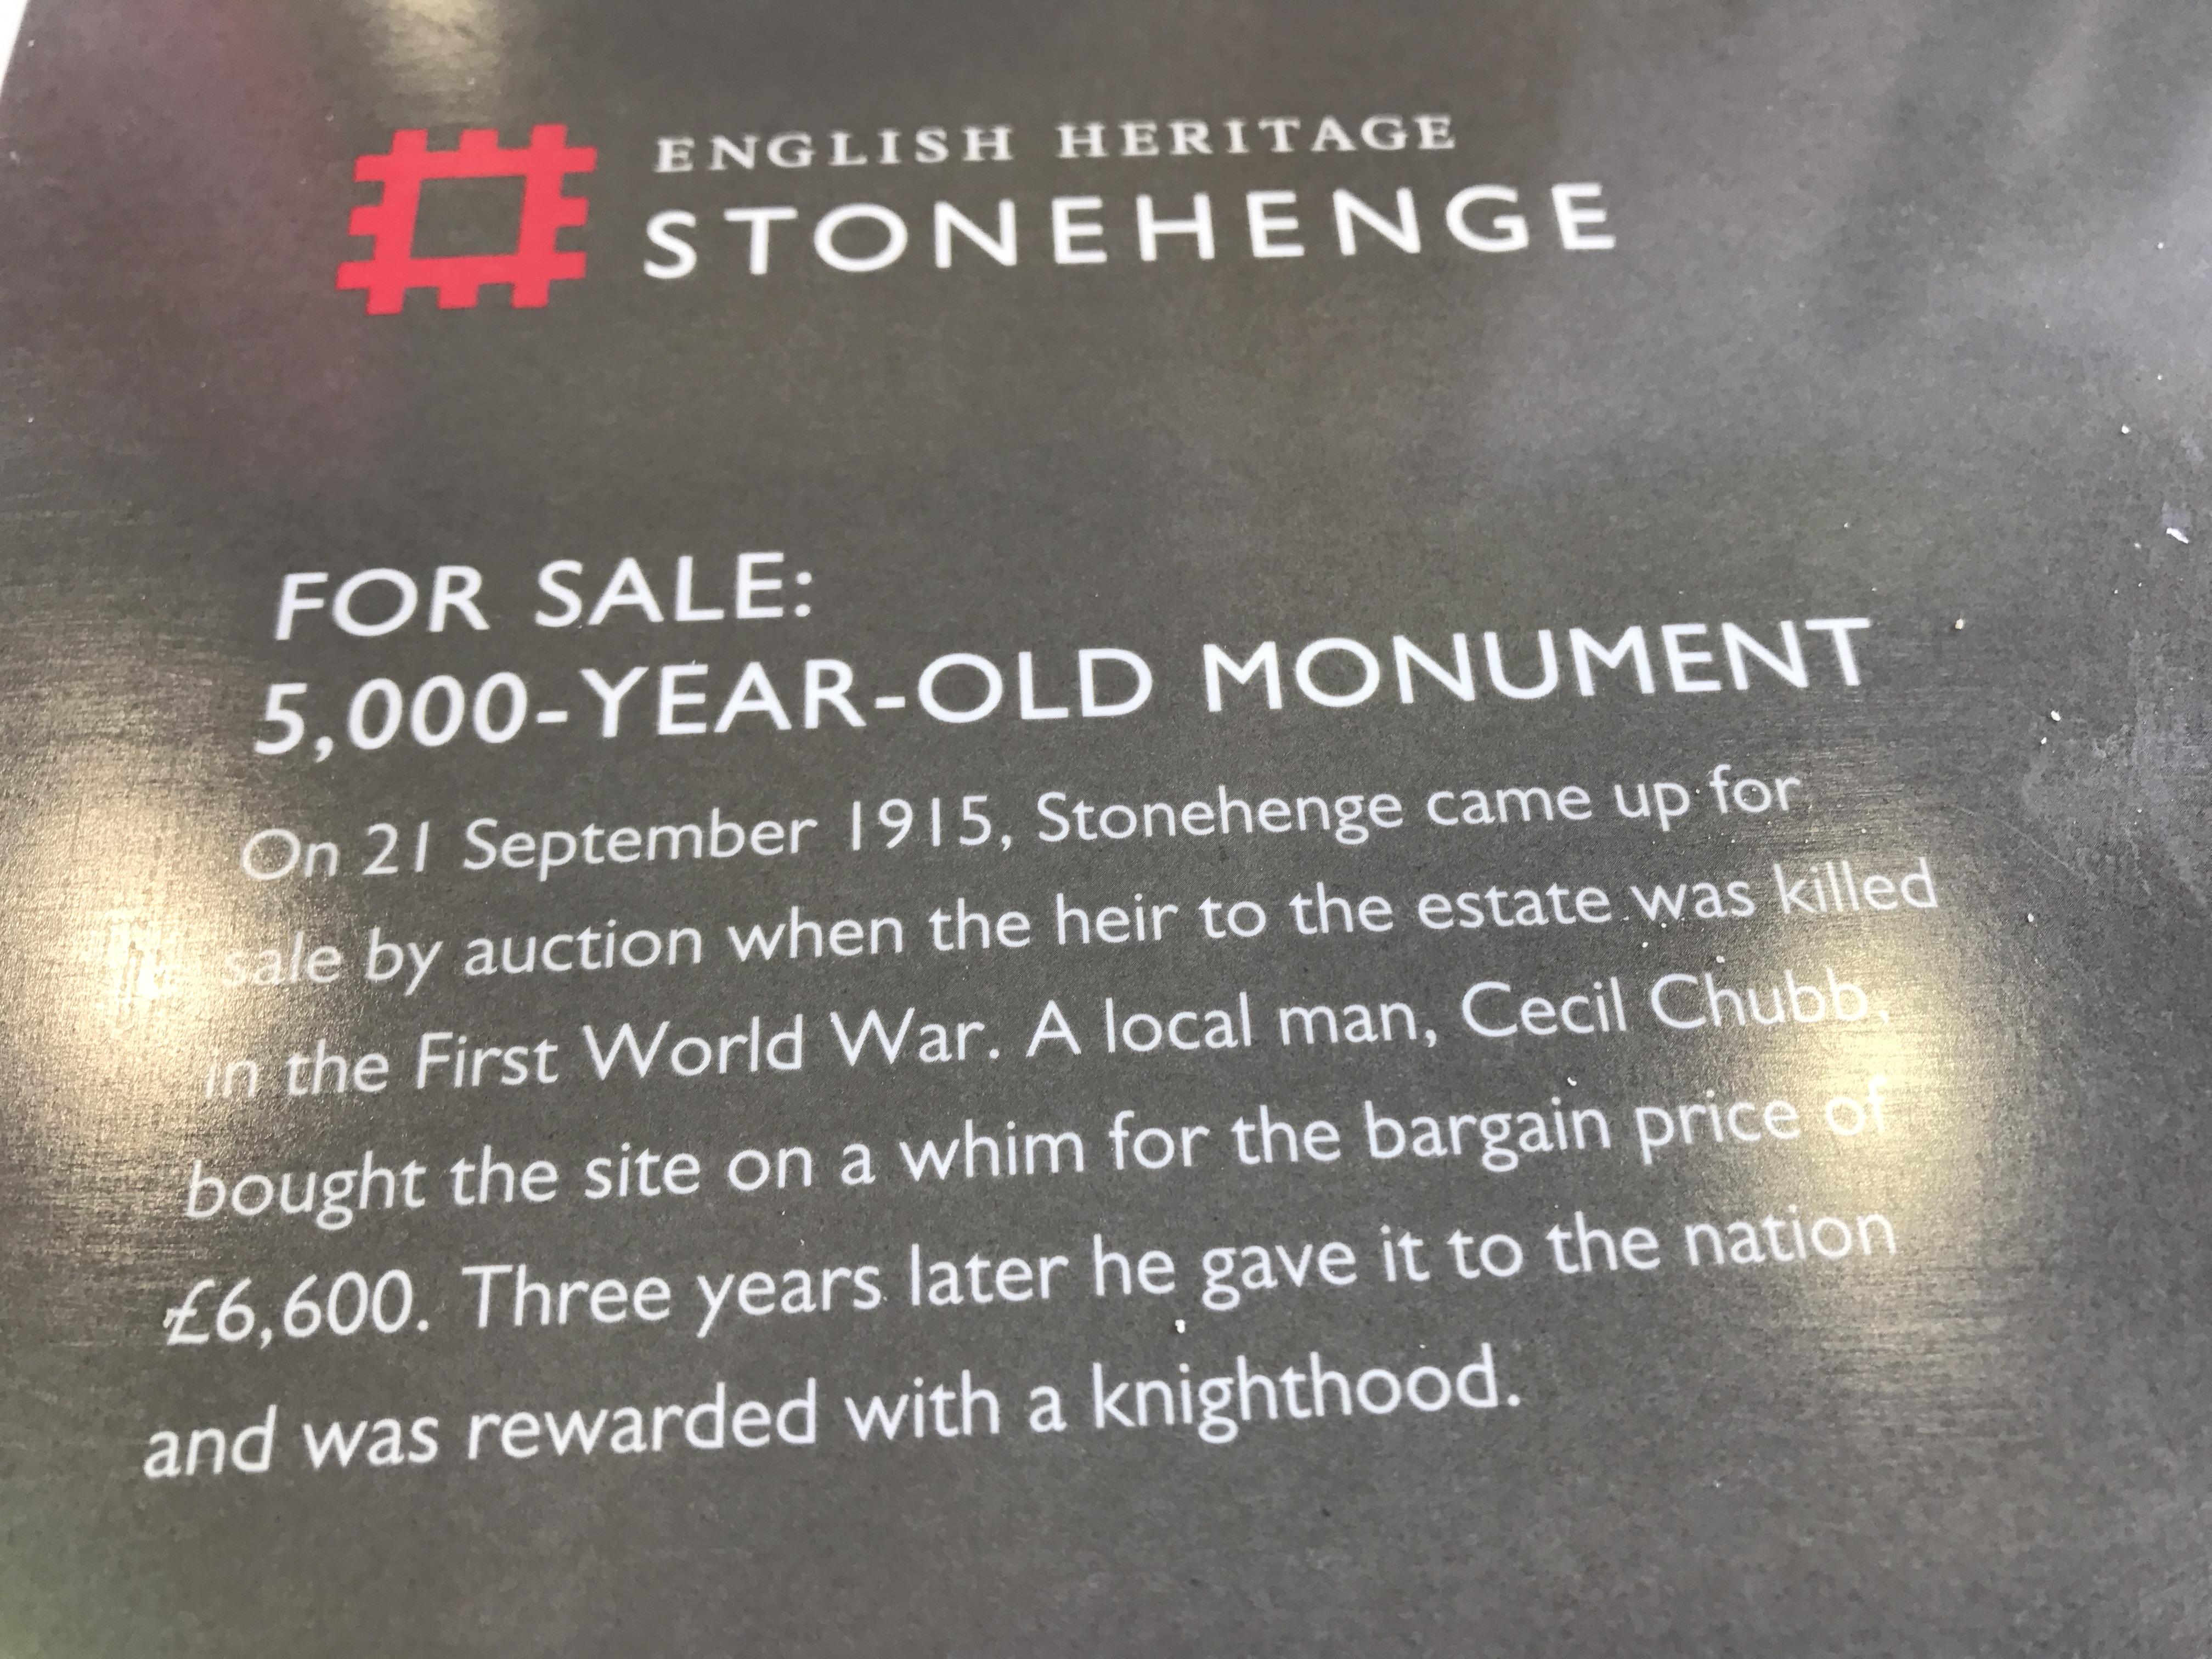 ENGLISH HERITAGE
STONEHENGE
FOR SALE:
5,000-YEAR-OLD MONUMENT
On 21 September 1915, Stonehenge came up for
sale by auction when the heir to the estate was killed
in the First World War. A local man, Cecil Chubb,
bought the site on a whim for the bargain price of
£6,600. Three years later he gave it to the nation
and was rewarded with a knighthood.